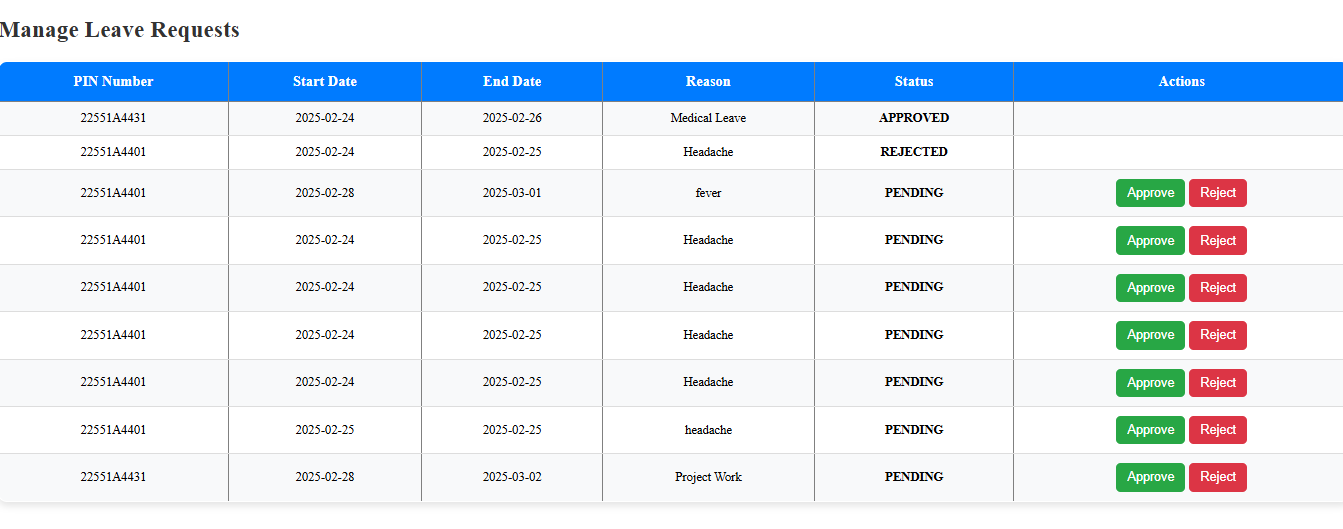 Manage Leave Requests
PIN Number Start Date End Date Reason Status Actions
22551A4431 2025-02-24 2025-02-26 Medical Leave APPROVED
22551A4401 2025-02-24 2025-02-25 Headache REJECTED
22551A4401 2025-02-28 2025-03-01 fever PENDING Approve Reject
22551A4401 2025-02-24 2025-02-25 Headache PENDING Approve Reject
22551A4401 2025-02-24 2025-02-25 Headache PENDING Approve Reject
22551A4401 2025-02-24 2025-02-25 Headache PENDING Approve Reject
22551A4401 2025-02-24 2025-02-25 Headache PENDING Approve Reject
22551A4401 2025-02-25 2025-02-25 headache PENDING Approve Reject
22551A4431 2025-02-28 2025-03-02 Project Work PENDING Approve Reject